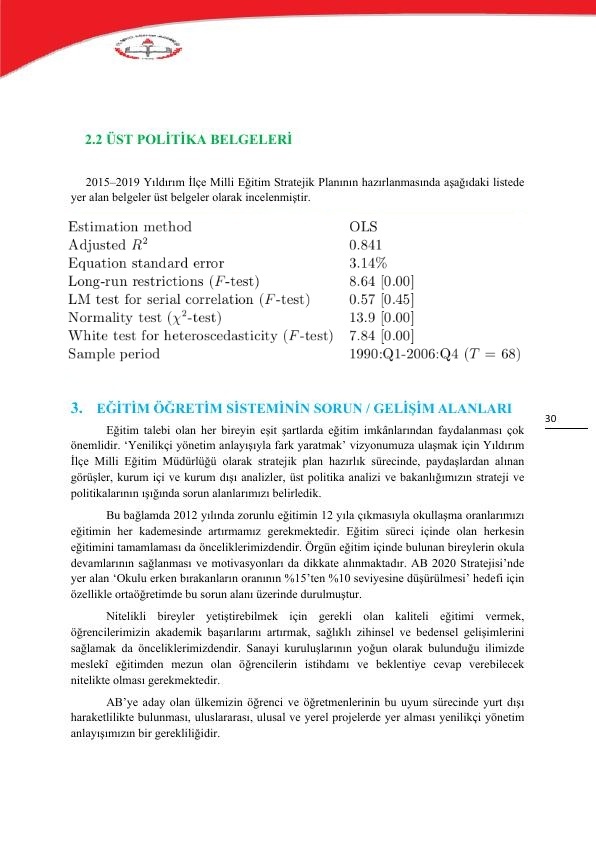 2.2 ÜST POLİTİKA BELGELERİ
2015–2019 Yıldırım İlçe Milli Eğitim Stratejik Planının hazırlanmasında aşağıdaki listede
yer alan belgeler üst belgeler olarak incelenmiştir.
Estimation method OLS
Adjusted R² 0.841
Equation standard error 3.14%
Long-run restrictions (F-test) 8.64 [0.00]
LM test for serial correlation (F-test) 0.57 [0.45]
Normality test (χ²-test) 13.9 [0.00]
White test for heteroscedasticity (F-test) 7.84 [0.00]
Sample period 1990:Q1-2006:Q4 (T = 68)
3. EĞİTİM ÖĞRETİM SİSTEMİNİN SORUN / GELİŞİM ALANLARI
30
Eğitim talebi olan her bireyin eşit şartlarda eğitim imkânlarından faydalanması çok
önemlidir. ‘Yenilikçi yönetim anlayışıyla fark yaratmak’ vizyonumuza ulaşmak için Yıldırım
İlçe Milli Eğitim Müdürlüğü olarak stratejik plan hazırlık sürecinde, paydaşlardan alınan
görüşler, kurum içi ve kurum dışı analizler, üst politika analizi ve bakanlığımızın strateji ve
politikalarının ışığında sorun alanlarımızı belirledik.
Bu bağlamda 2012 yılında zorunlu eğitimin 12 yıla çıkmasıyla okullaşma oranlarımızı
eğitimin her kademesinde artırmamız gerekmektedir. Eğitim süreci içinde olan herkesin
eğitimini tamamlaması da önceliklerimizdendir. Örgün eğitim içinde bulunan bireylerin okula
devamlarının sağlanması ve motivasyonları da dikkate alınmaktadır. AB 2020 Stratejisi’nde
yer alan ‘Okulu erken bırakanların oranının %15’ten %10 seviyesine düşürülmesi’ hedefi için
özellikle ortaöğretimde bu sorun alanı üzerinde durulmuştur.
Nitelikli bireyler yetiştirebilmek için gerekli olan kaliteli eğitimi vermek,
öğrencilerimizin akademik başarılarını artırmak, sağlıklı zihinsel ve bedensel gelişimlerini
sağlamak da önceliklerimizdendir. Sanayi kuruluşlarının yoğun olarak bulunduğu ilimizde
meslekî eğitimden mezun olan öğrencilerin istihdamı ve beklentiye cevap verebilecek
nitelikte olması gerekmektedir.
AB’ye aday olan ülkemizin öğrenci ve öğretmenlerinin bu uyum sürecinde yurt dışı
haraketlilikte bulunması, uluslararası, ulusal ve yerel projelerde yer alması yenilikçi yönetim
anlayışımızın bir gerekliliğidir.